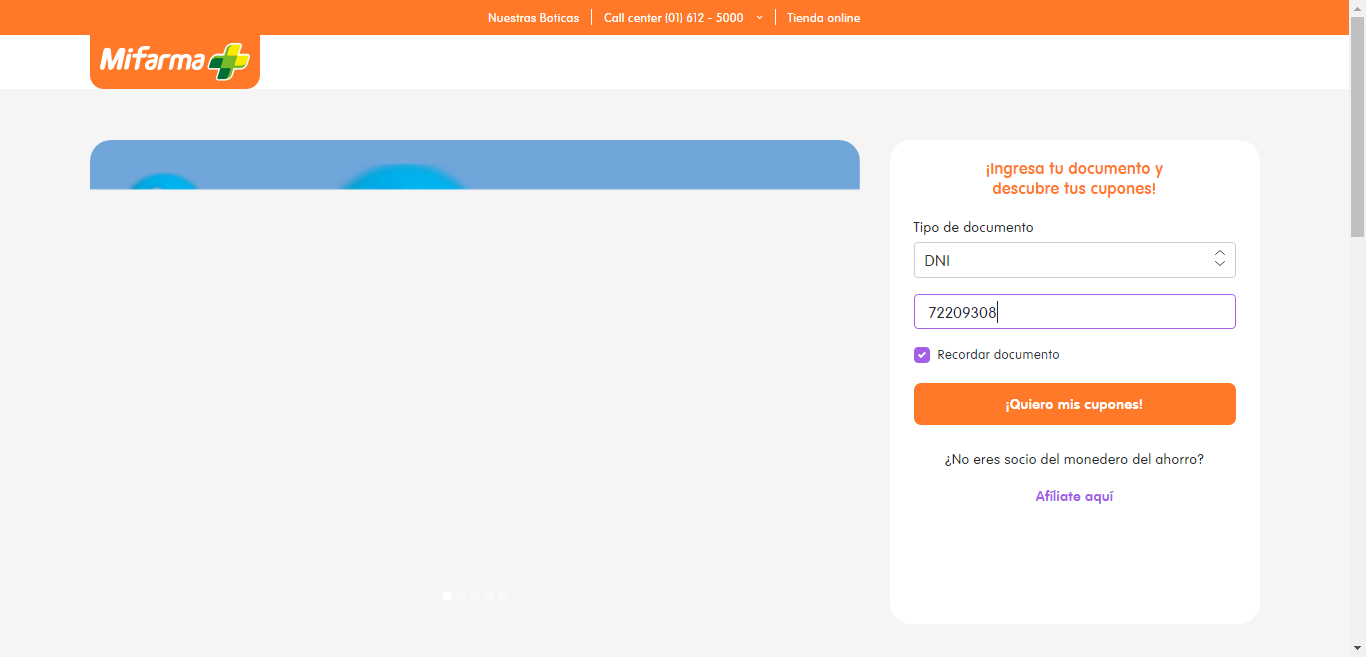 Nuestras Boticas
Call center (01) 612 - 5000
Tienda online
Mifarma
¡Ingresa tu documento y
descubre tus cupones!
Tipo de documento
DNI
72209308
Recordar documento
¡Quiero mis cupones!
¿No eres socio del monedero del ahorro?
Afíliate aquí